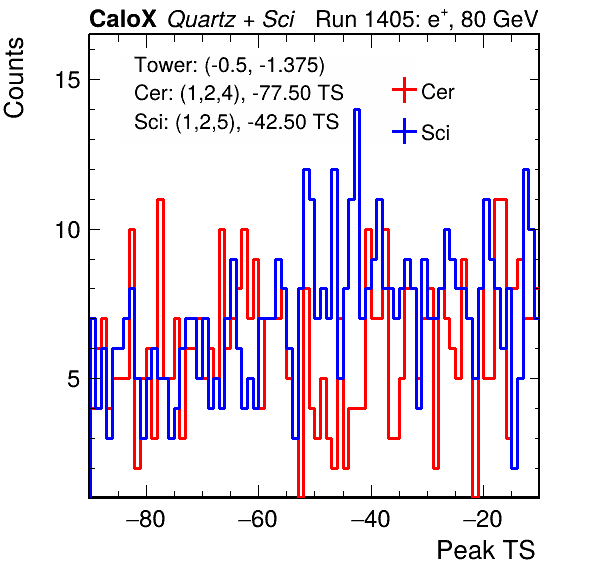 CaloX Quartz + Sci Run 1405: e+, 80 GeV
Counts
Tower: (-0.5, -1.375)
Cer: (1,2,4), -77.50 TS
Sci: (1,2,5), -42.50 TS
Cer
Sci
15
10
5
−80 −60 −40 −20
Peak TS